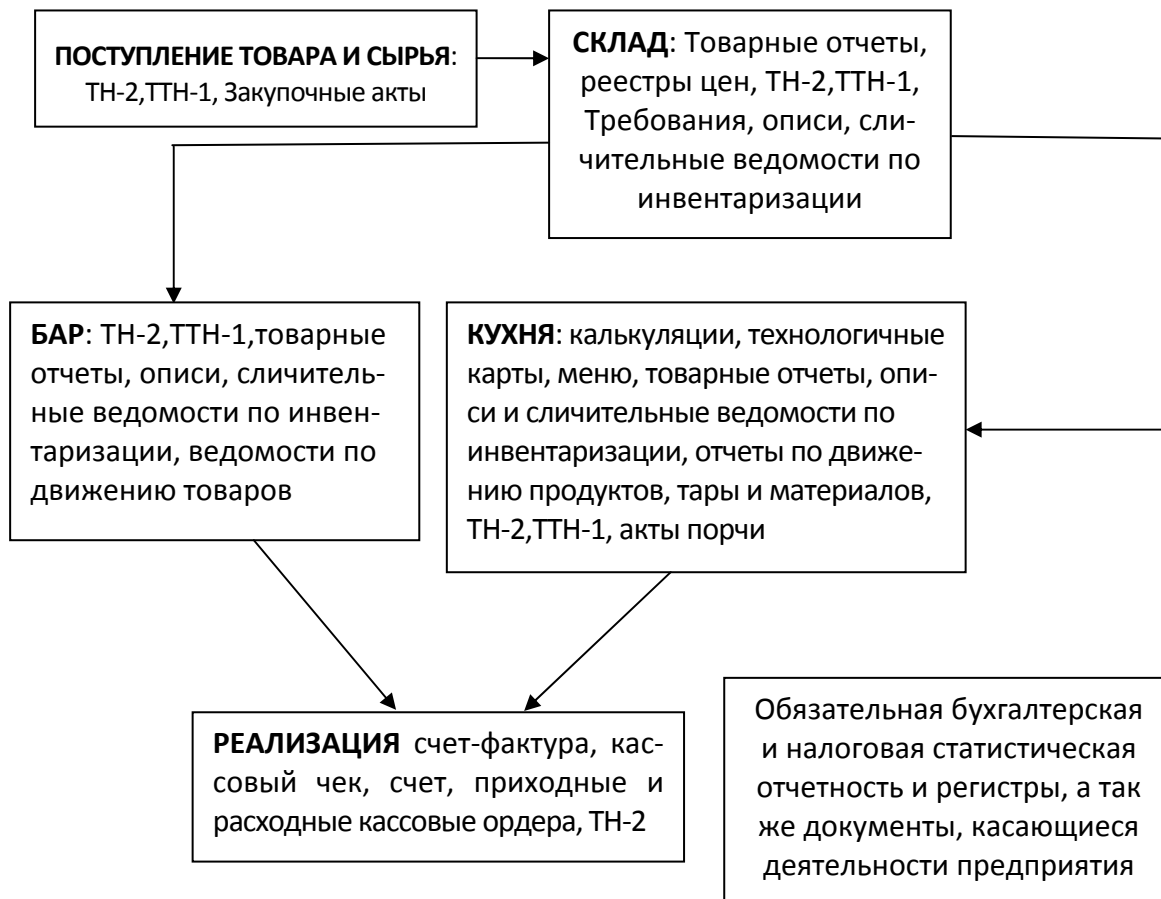 ПОСТУПЛЕНИЕ ТОВАРА И СЫРЬЯ:
ТН-2,ТТН-1, Закупочные акты
СКЛАД: Товарные отчеты,
реестры цен, ТН-2,ТТН-1,
Требования, описи, сли-
чительные ведомости по
инвентаризации
БАР: ТН-2,ТТН-1,товарные
отчеты, описи, сличитель-
ные ведомости по инвен-
таризации, ведомости по
движению товаров
КУХНЯ: калькуляции, технологичные
карты, меню, товарные отчеты, опи-
си и сличительные ведомости по
инвентаризации, отчеты по движе-
нию продуктов, тары и материалов,
ТН-2,ТТН-1, акты порчи
РЕАЛИЗАЦИЯ счет-фактура, кас-
совый чек, счет, приходные и
расходные кассовые ордера, ТН-2
Обязательная бухгалтерская
и налоговая статистическая
отчетность и регистры, а так
же документы, касающиеся
деятельности предприятия